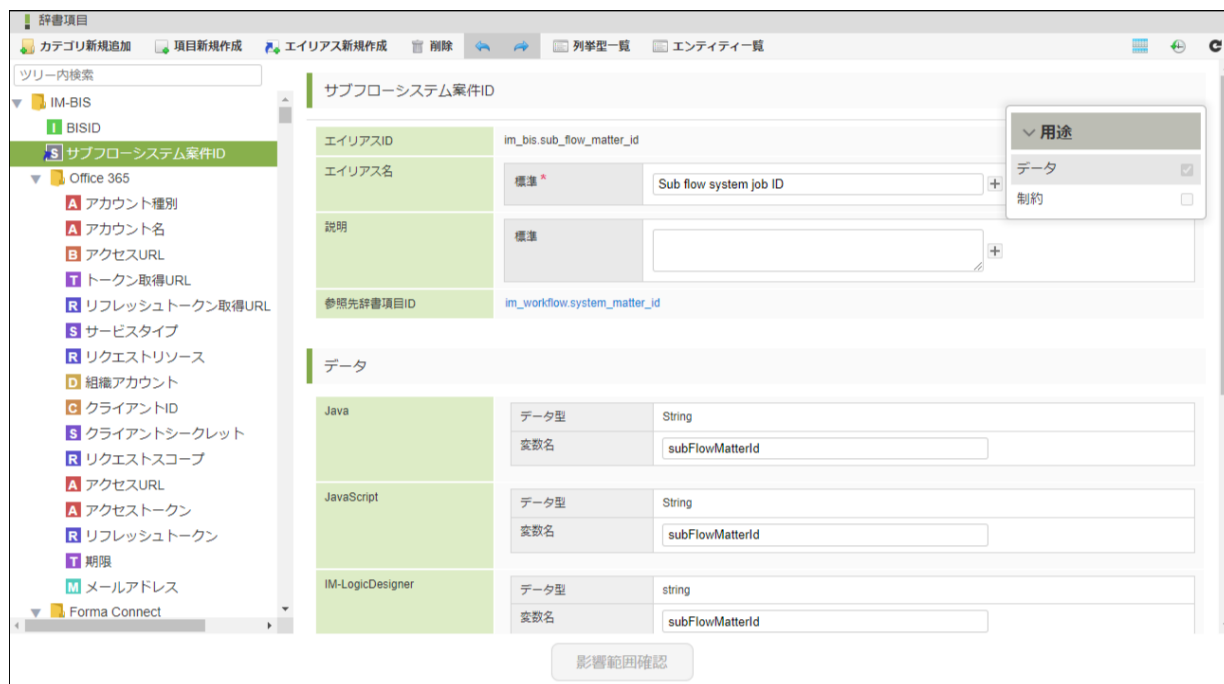 辞書項目
カテゴリ新規追加 項目新規作成 エイリアス新規作成 削除 列挙型一覧 エンティティ一覧
ツリー内検索
IM-BIS
I BISID
S サブフローシステム案件ID
Office 365
A アカウント種別
A アカウント名
B アクセスURL
T トークン取得URL
R リフレッシュトークン取得URL
S サービスタイプ
R リクエストリソース
D 組織アカウント
C クライアントID
S クライアントシークレット
R リクエストスコープ
A アクセスURL
A アクセストークン
R リフレッシュトークン
T 期限
M メールアドレス
Forma Connect
サブフローシステム案件ID
エイリアスID im_bis.sub_flow_matter_id
エイリアス名 標準 * Sub flow system job ID
説明 標準
参照先辞書項目ID im_workflow.system_matter_id
用途
データ
制約
データ
Java データ型 String
変数名 subFlowMatterId
JavaScript データ型 String
変数名 subFlowMatterId
IM-LogicDesigner データ型 string
変数名 subFlowMatterId
影響範囲確認